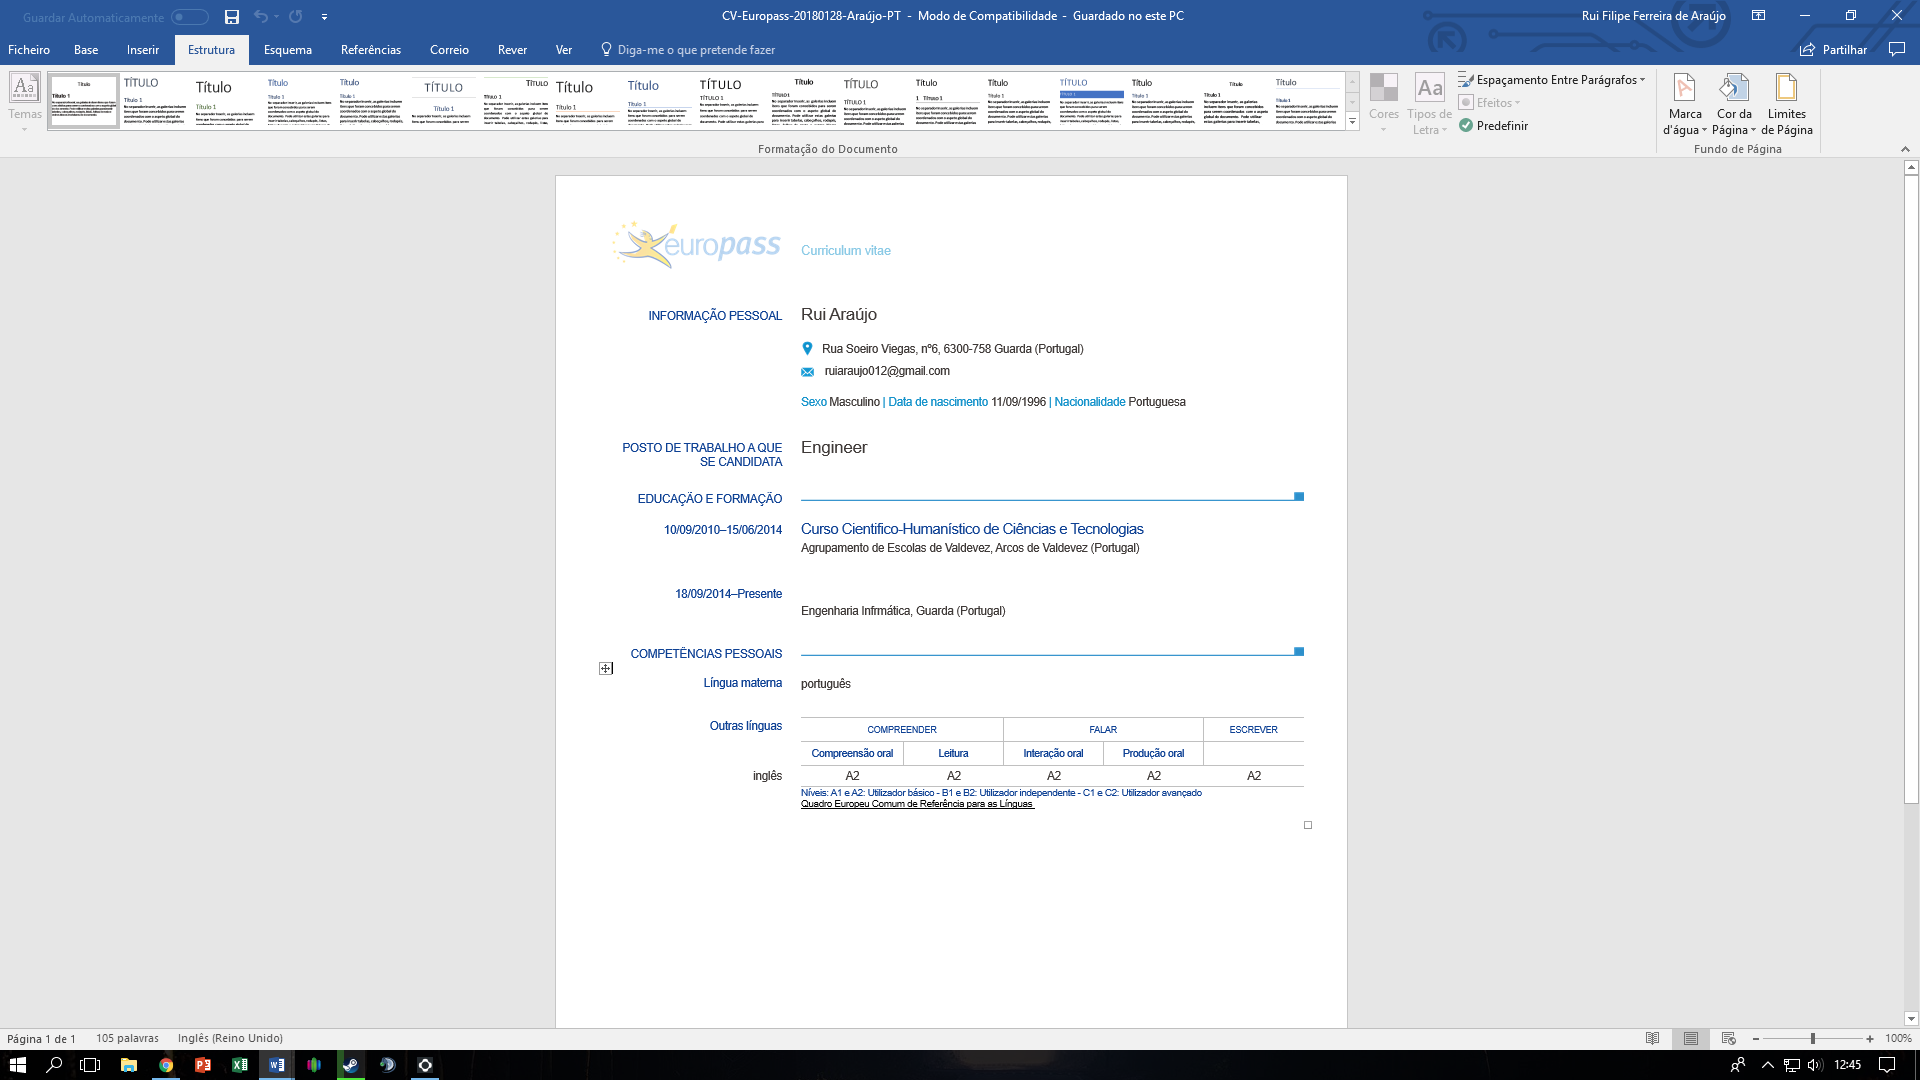 Guardar Automaticamente
CV-Europass-20180128-Araújo-PT - Modo de Compatibilidade - Guardado no este PC
Rui Filipe Ferreira de Araújo
Ficheiro Base Inserir Estrutura Esquema Referências Correio Rever Ver Diga-me o que pretende fazer Partilhar
Temas
Título TÍTULO Título Título Título TÍTULO Título Título Título TÍTULO Título TÍTULO Título Título TÍTULO Título Título Título
Título 1
Cores
Tipos de Letra
Espaçamento Entre Parágrafos
Efeitos
Predefinir
Marca d'água
Cor da Página
Limites de Página
Formatação do Documento
Fundo de Página
europass
Curriculum vitae
INFORMAÇÃO PESSOAL
Rui Araújo
Rua Soeiro Viegas, nº6, 6300-758 Guarda (Portugal)
ruiaraujo012@gmail.com
Sexo Masculino | Data de nascimento 11/09/1996 | Nacionalidade Portuguesa
POSTO DE TRABALHO A QUE
SE CANDIDATA
Engineer
EDUCAÇÃO E FORMAÇÃO
10/09/2010–15/06/2014
Curso Cientifico-Humanístico de Ciências e Tecnologias
Agrupamento de Escolas de Valdevez, Arcos de Valdevez (Portugal)
18/09/2014–Presente
Engenharia Infrmática, Guarda (Portugal)
COMPETÊNCIAS PESSOAIS
Língua materna
português
Outras línguas
COMPREENDER FALAR ESCREVER
Compreensão oral Leitura Interação oral Produção oral
inglês A2 A2 A2 A2 A2
Níveis: A1 e A2: Utilizador básico - B1 e B2: Utilizador independente - C1 e C2: Utilizador avançado
Quadro Europeu Comum de Referência para as Línguas
Página 1 de 1 105 palavras Inglês (Reino Unido) 100%
12:45